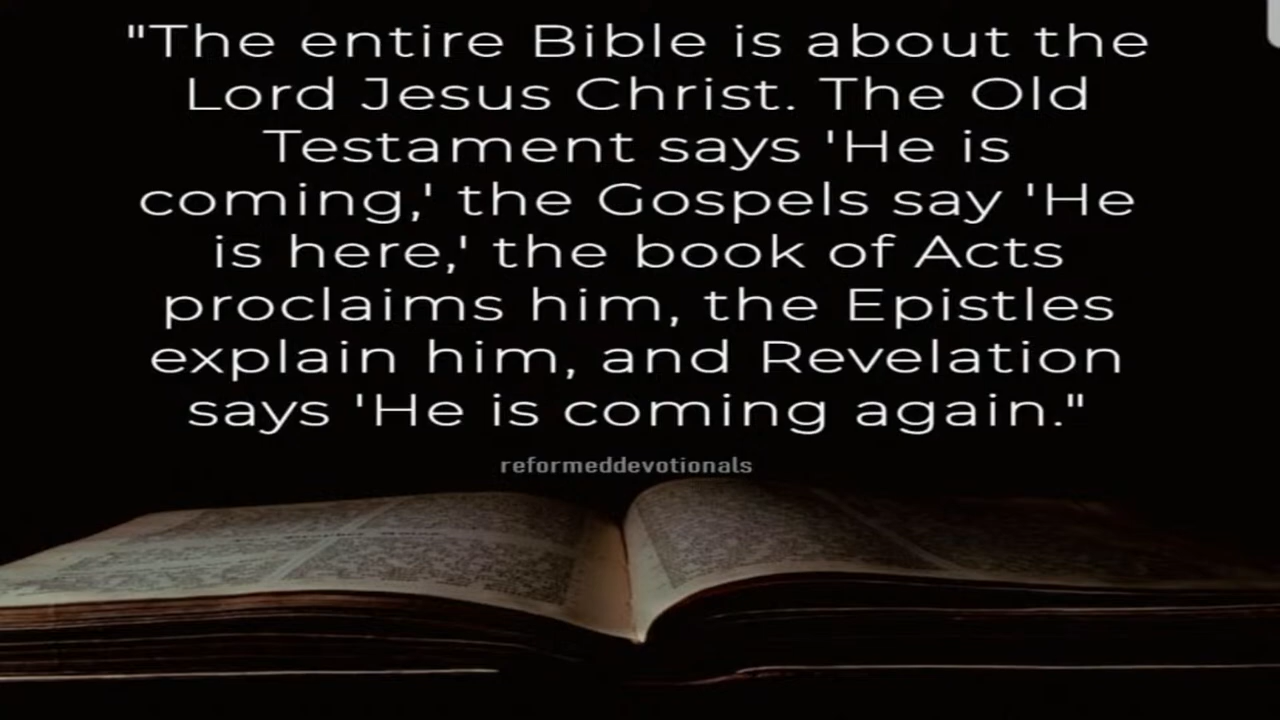 "The entire Bible is about the
Lord Jesus Christ. The Old
Testament says 'He is
coming,' the Gospels say 'He
is here,' the book of Acts
proclaims him, the Epistles
explain him, and Revelation
says 'He is coming again."
reformeddevotionals